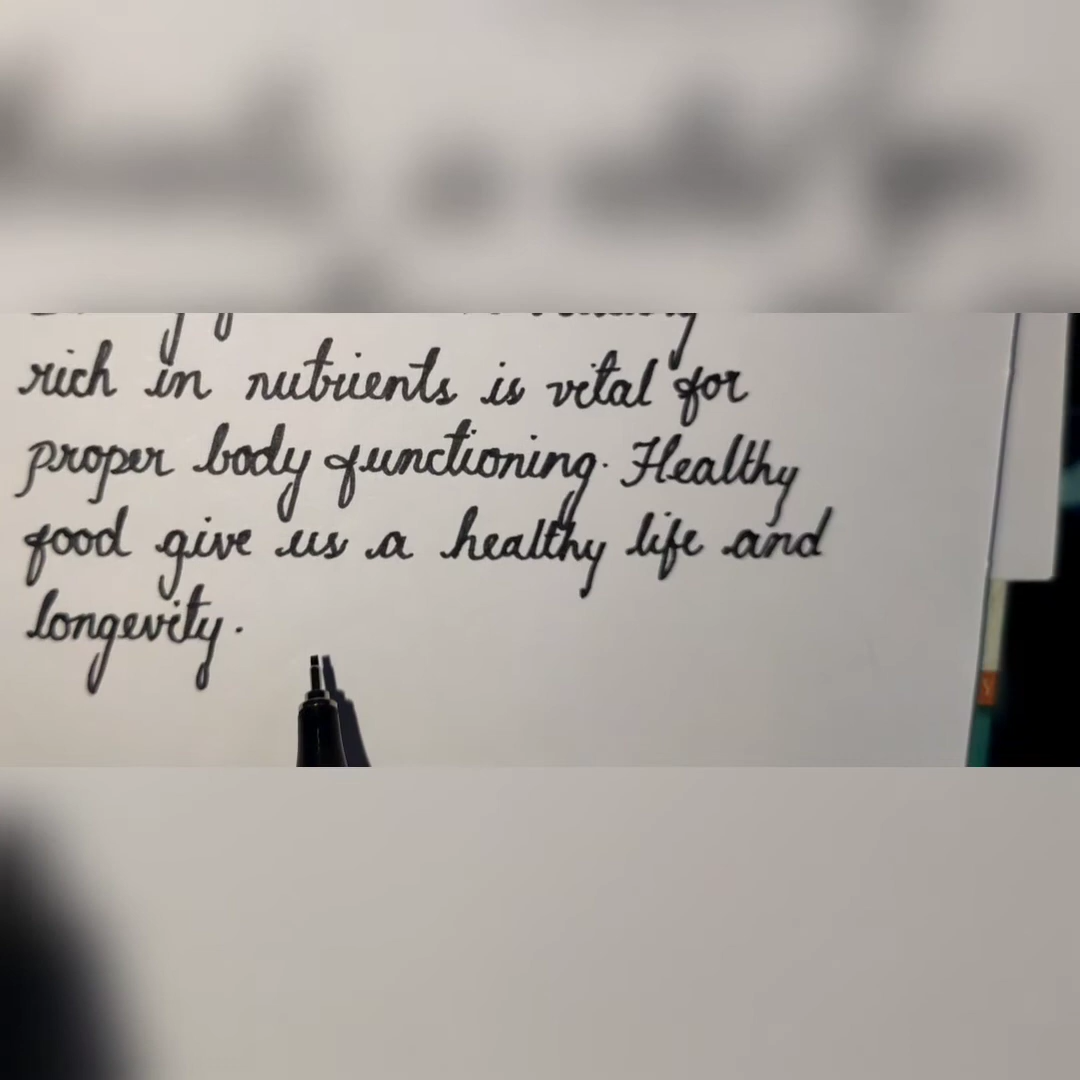 rich in nutrients is vital for
proper body functioning. Healthy
food give us a healthy life and
longevity.